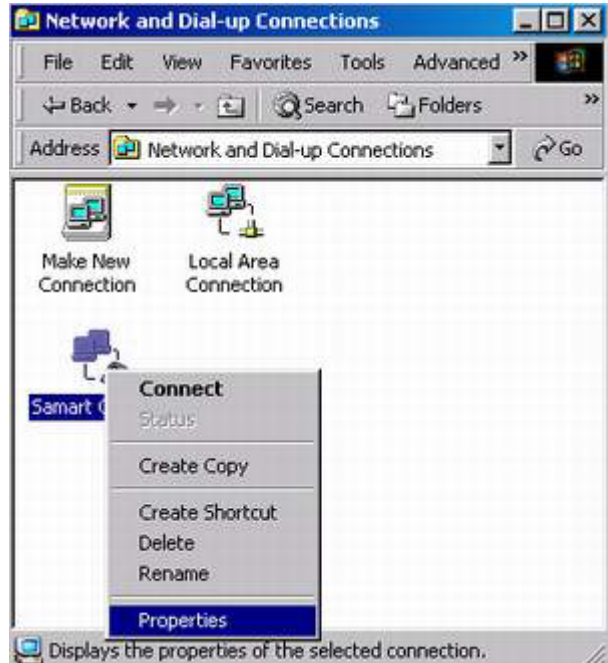 Network and Dial-up Connections
File Edit View Favorites Tools Advanced »
Back Search Folders »
Address Network and Dial-up Connections Go
Make New Connection
Local Area Connection
Samart
Connect
Status
Create Copy
Create Shortcut
Delete
Rename
Properties
Displays the properties of the selected connection.